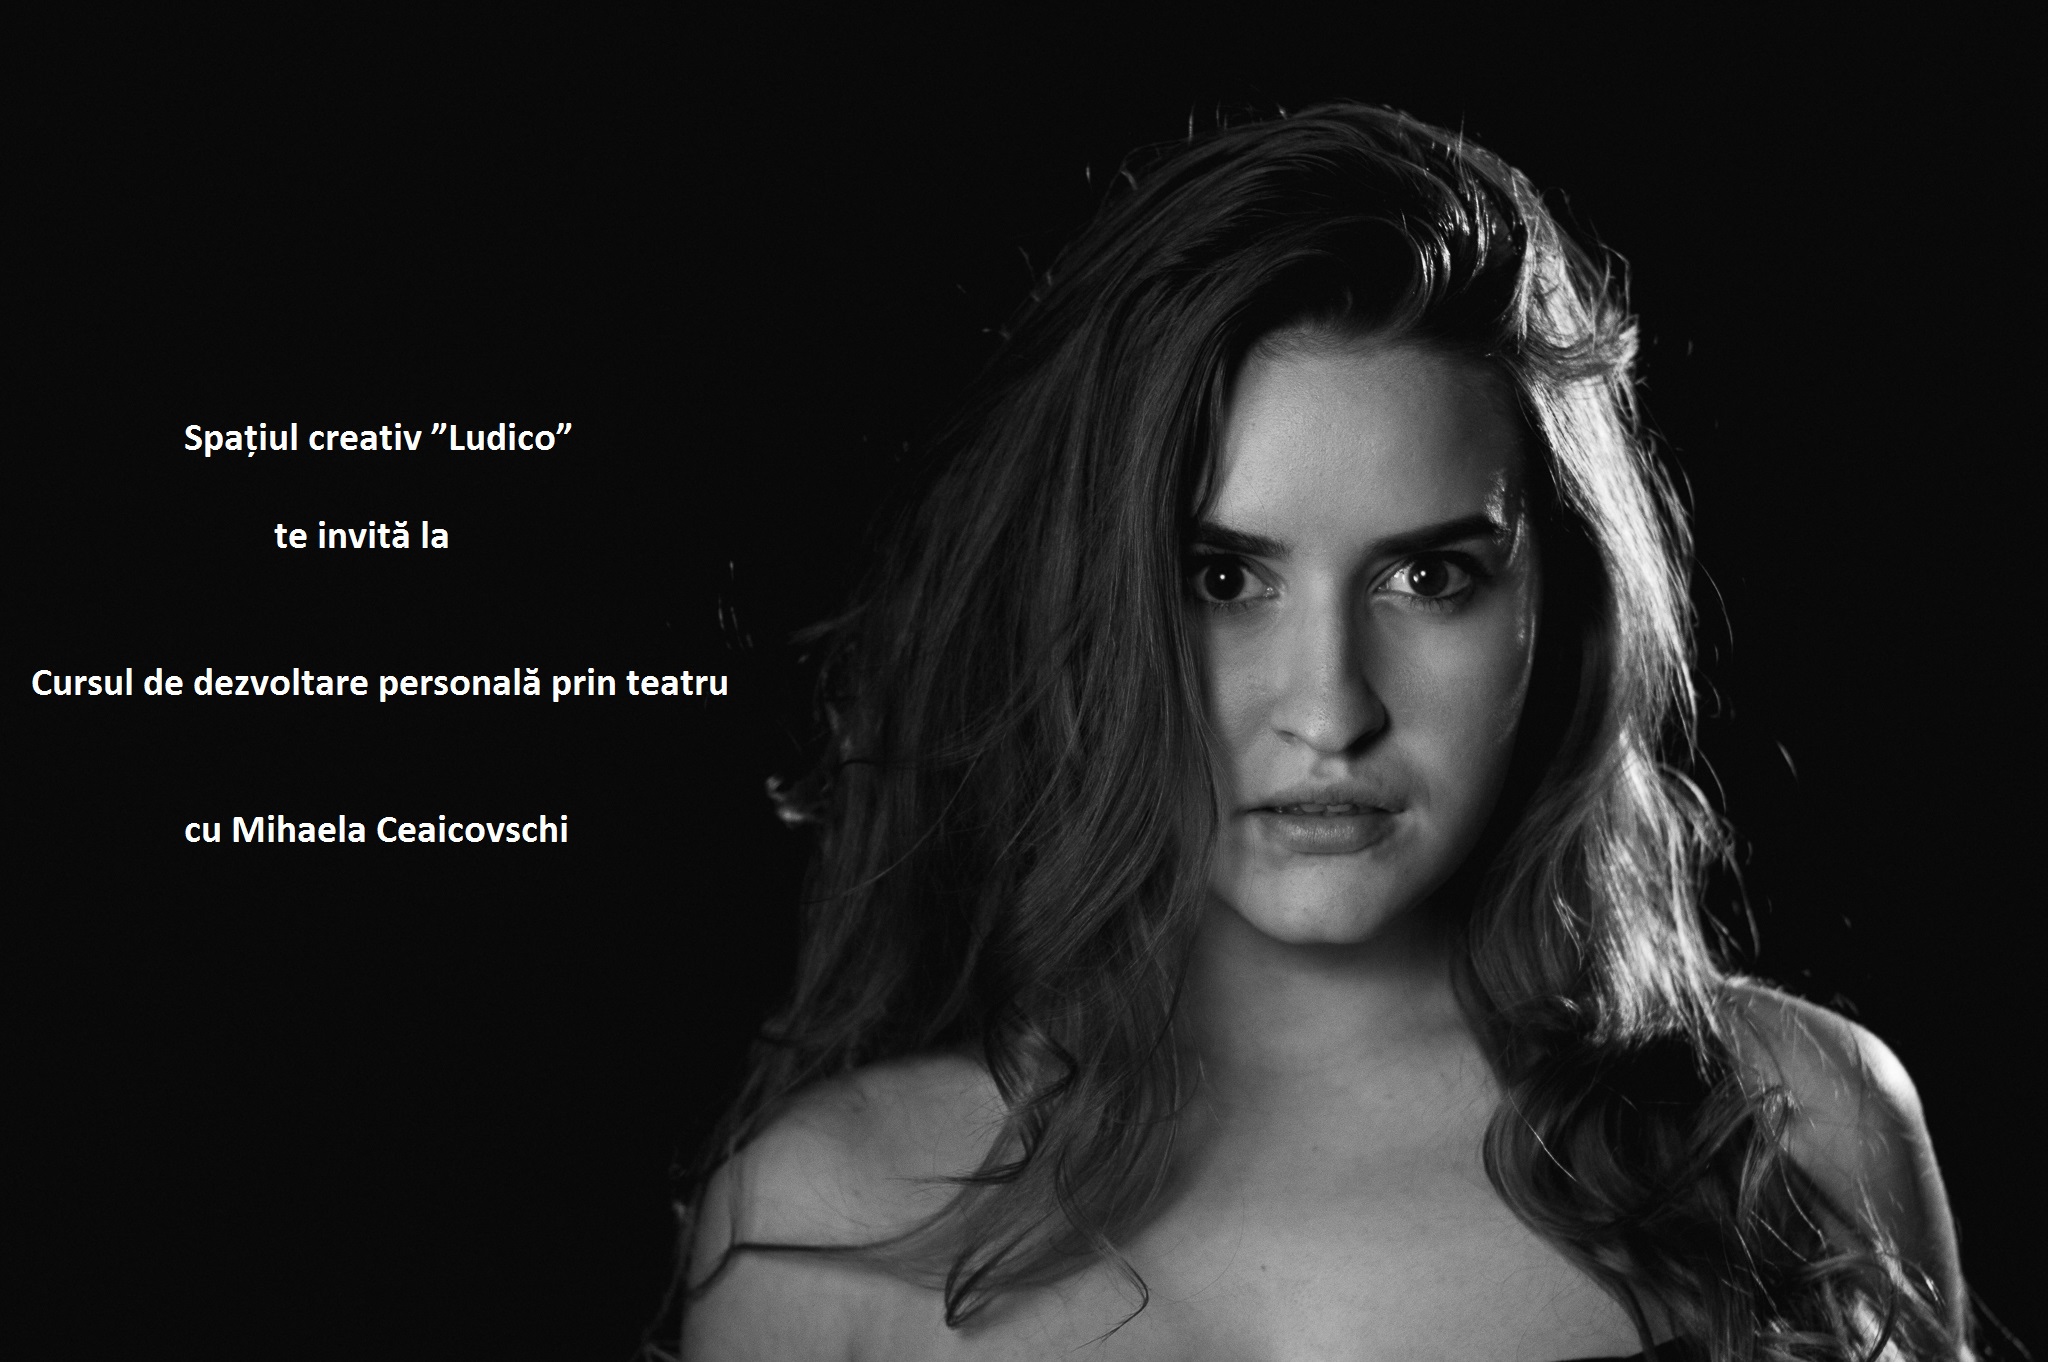 Spațiul creativ ”Ludico”
te invită la
Cursul de dezvoltare personală prin teatru
cu Mihaela Ceaicovschi